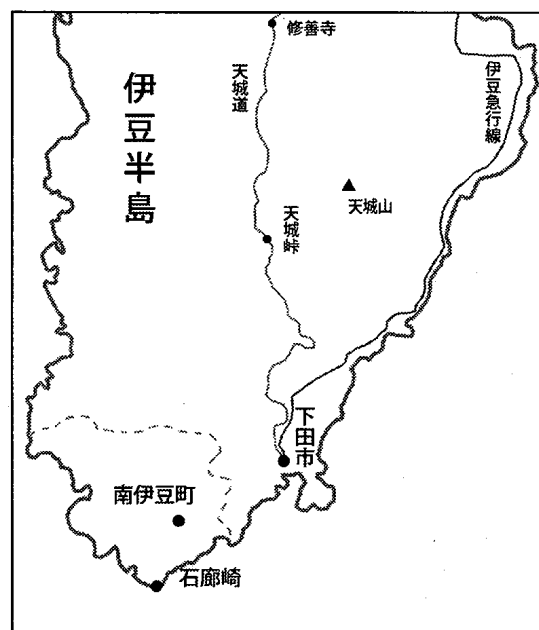 修善寺
天城道
伊豆半島
伊豆急行線
天城山
天城峠
下田市
南伊豆町
石廊崎